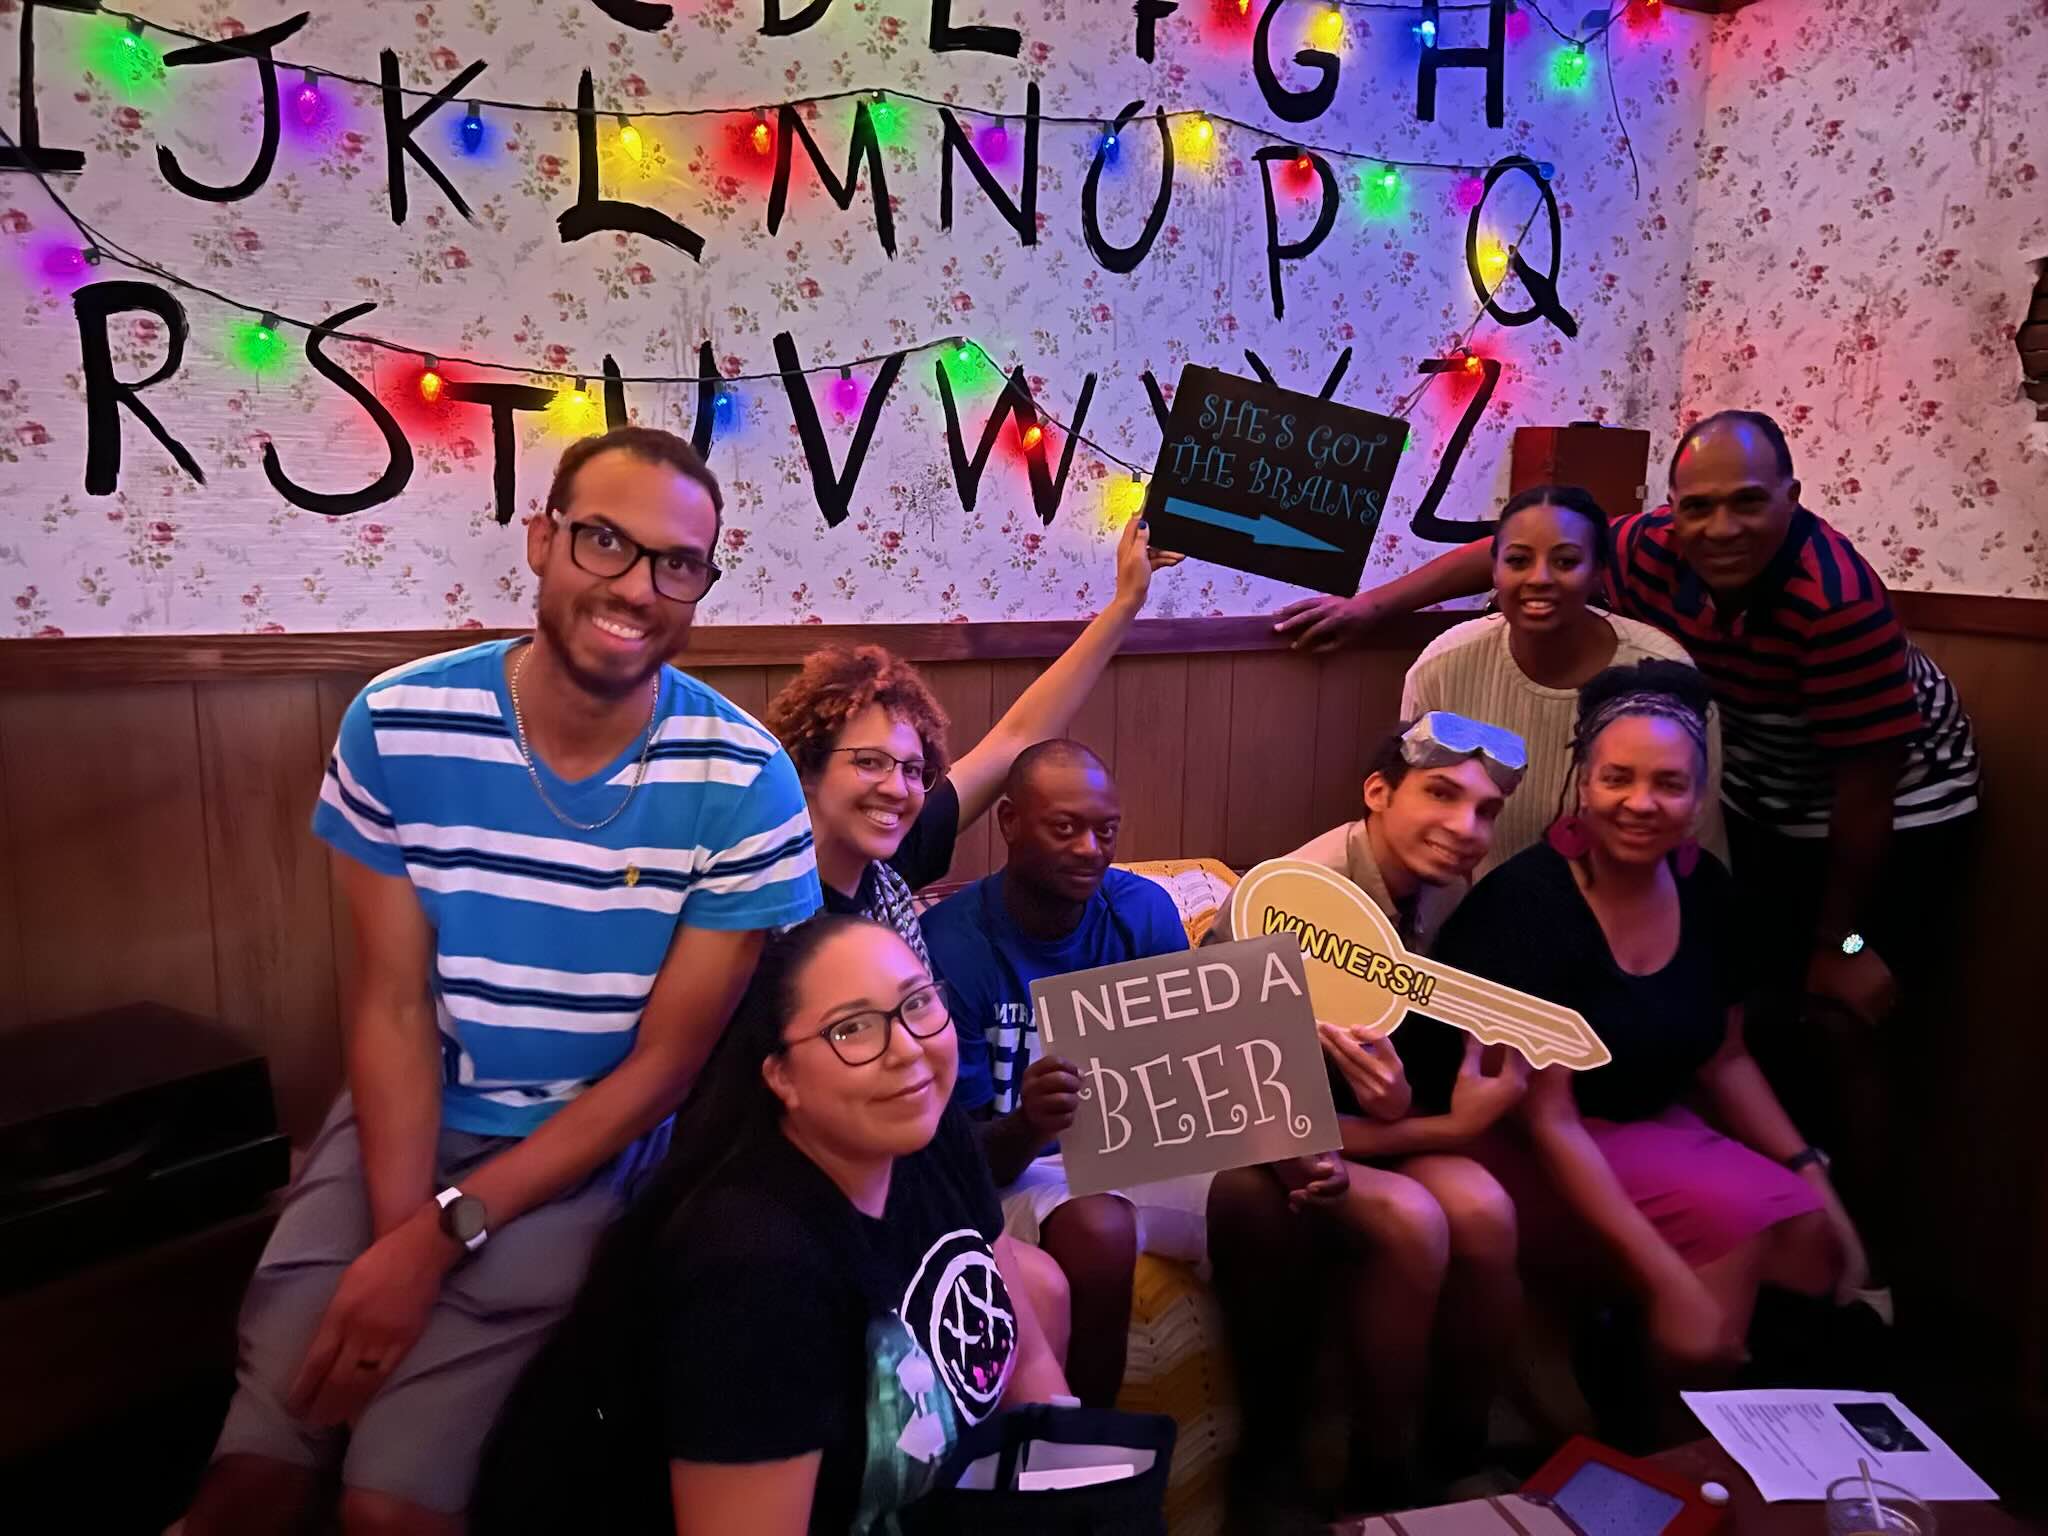 C D E F G H
I J K L M N O P Q
R S T U V W X Y Z
SHE'S GOT
THE BRAINS
WINNERS!!
I NEED A
BEER